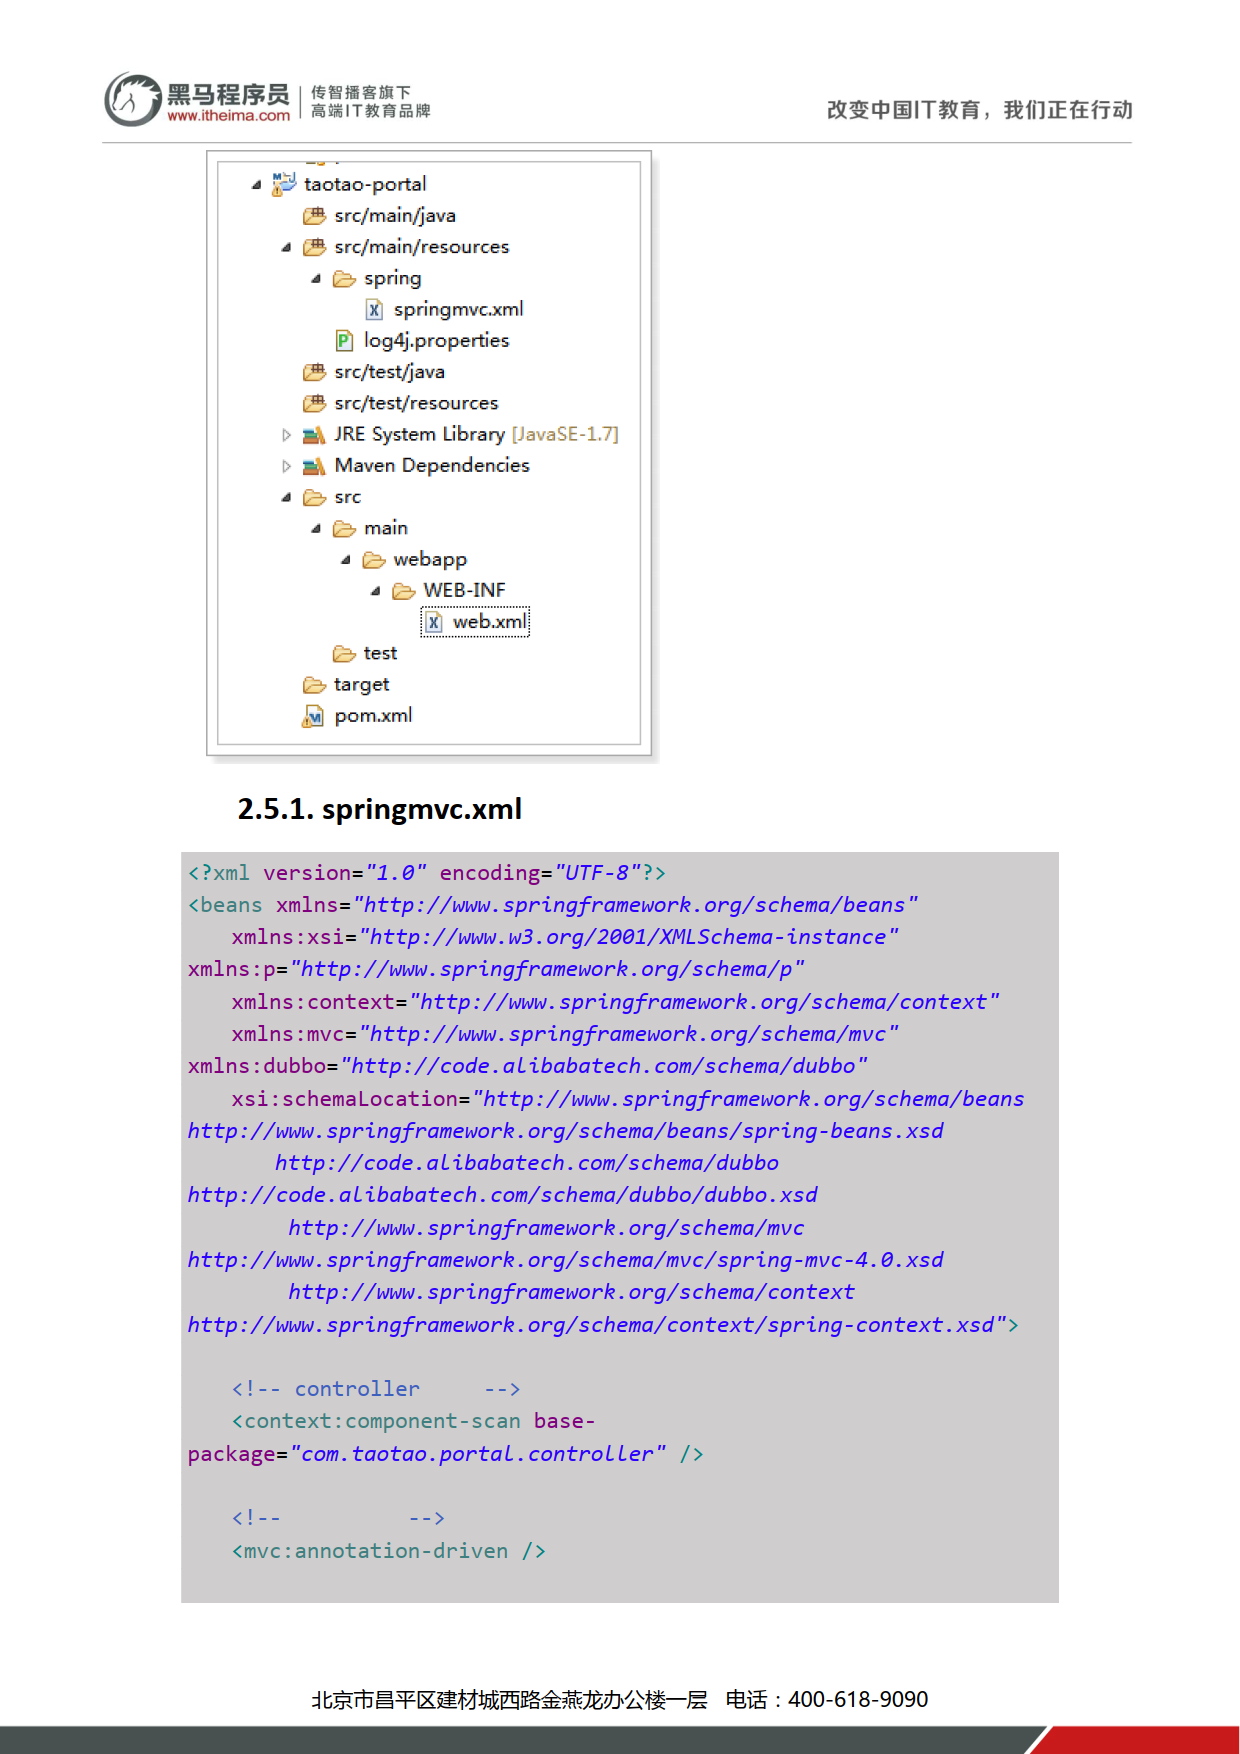 黑马程序员
www.itheima.com
传智播客旗下
高端IT教育品牌
改变中国IT教育，我们正在行动
taotao-portal
src/main/java
src/main/resources
spring
springmvc.xml
log4j.properties
src/test/java
src/test/resources
JRE System Library [JavaSE-1.7]
Maven Dependencies
src
main
webapp
WEB-INF
web.xml
test
target
pom.xml
2.5.1. springmvc.xml
<?xml version="1.0" encoding="UTF-8"?>
<beans xmlns="http://www.springframework.org/schema/beans"
xmlns:xsi="http://www.w3.org/2001/XMLSchema-instance"
xmlns:p="http://www.springframework.org/schema/p"
xmlns:context="http://www.springframework.org/schema/context"
xmlns:mvc="http://www.springframework.org/schema/mvc"
xmlns:dubbo="http://code.alibabatech.com/schema/dubbo"
xsi:schemaLocation="http://www.springframework.org/schema/beans
http://www.springframework.org/schema/beans/spring-beans.xsd
http://code.alibabatech.com/schema/dubbo
http://code.alibabatech.com/schema/dubbo/dubbo.xsd
http://www.springframework.org/schema/mvc
http://www.springframework.org/schema/mvc/spring-mvc-4.0.xsd
http://www.springframework.org/schema/context
http://www.springframework.org/schema/context/spring-context.xsd">
<!-- controller -->
<context:component-scan base-
package="com.taotao.portal.controller" />
<!-- -->
<mvc:annotation-driven />
北京市昌平区建材城西路金燕龙办公楼一层 电话：400-618-9090